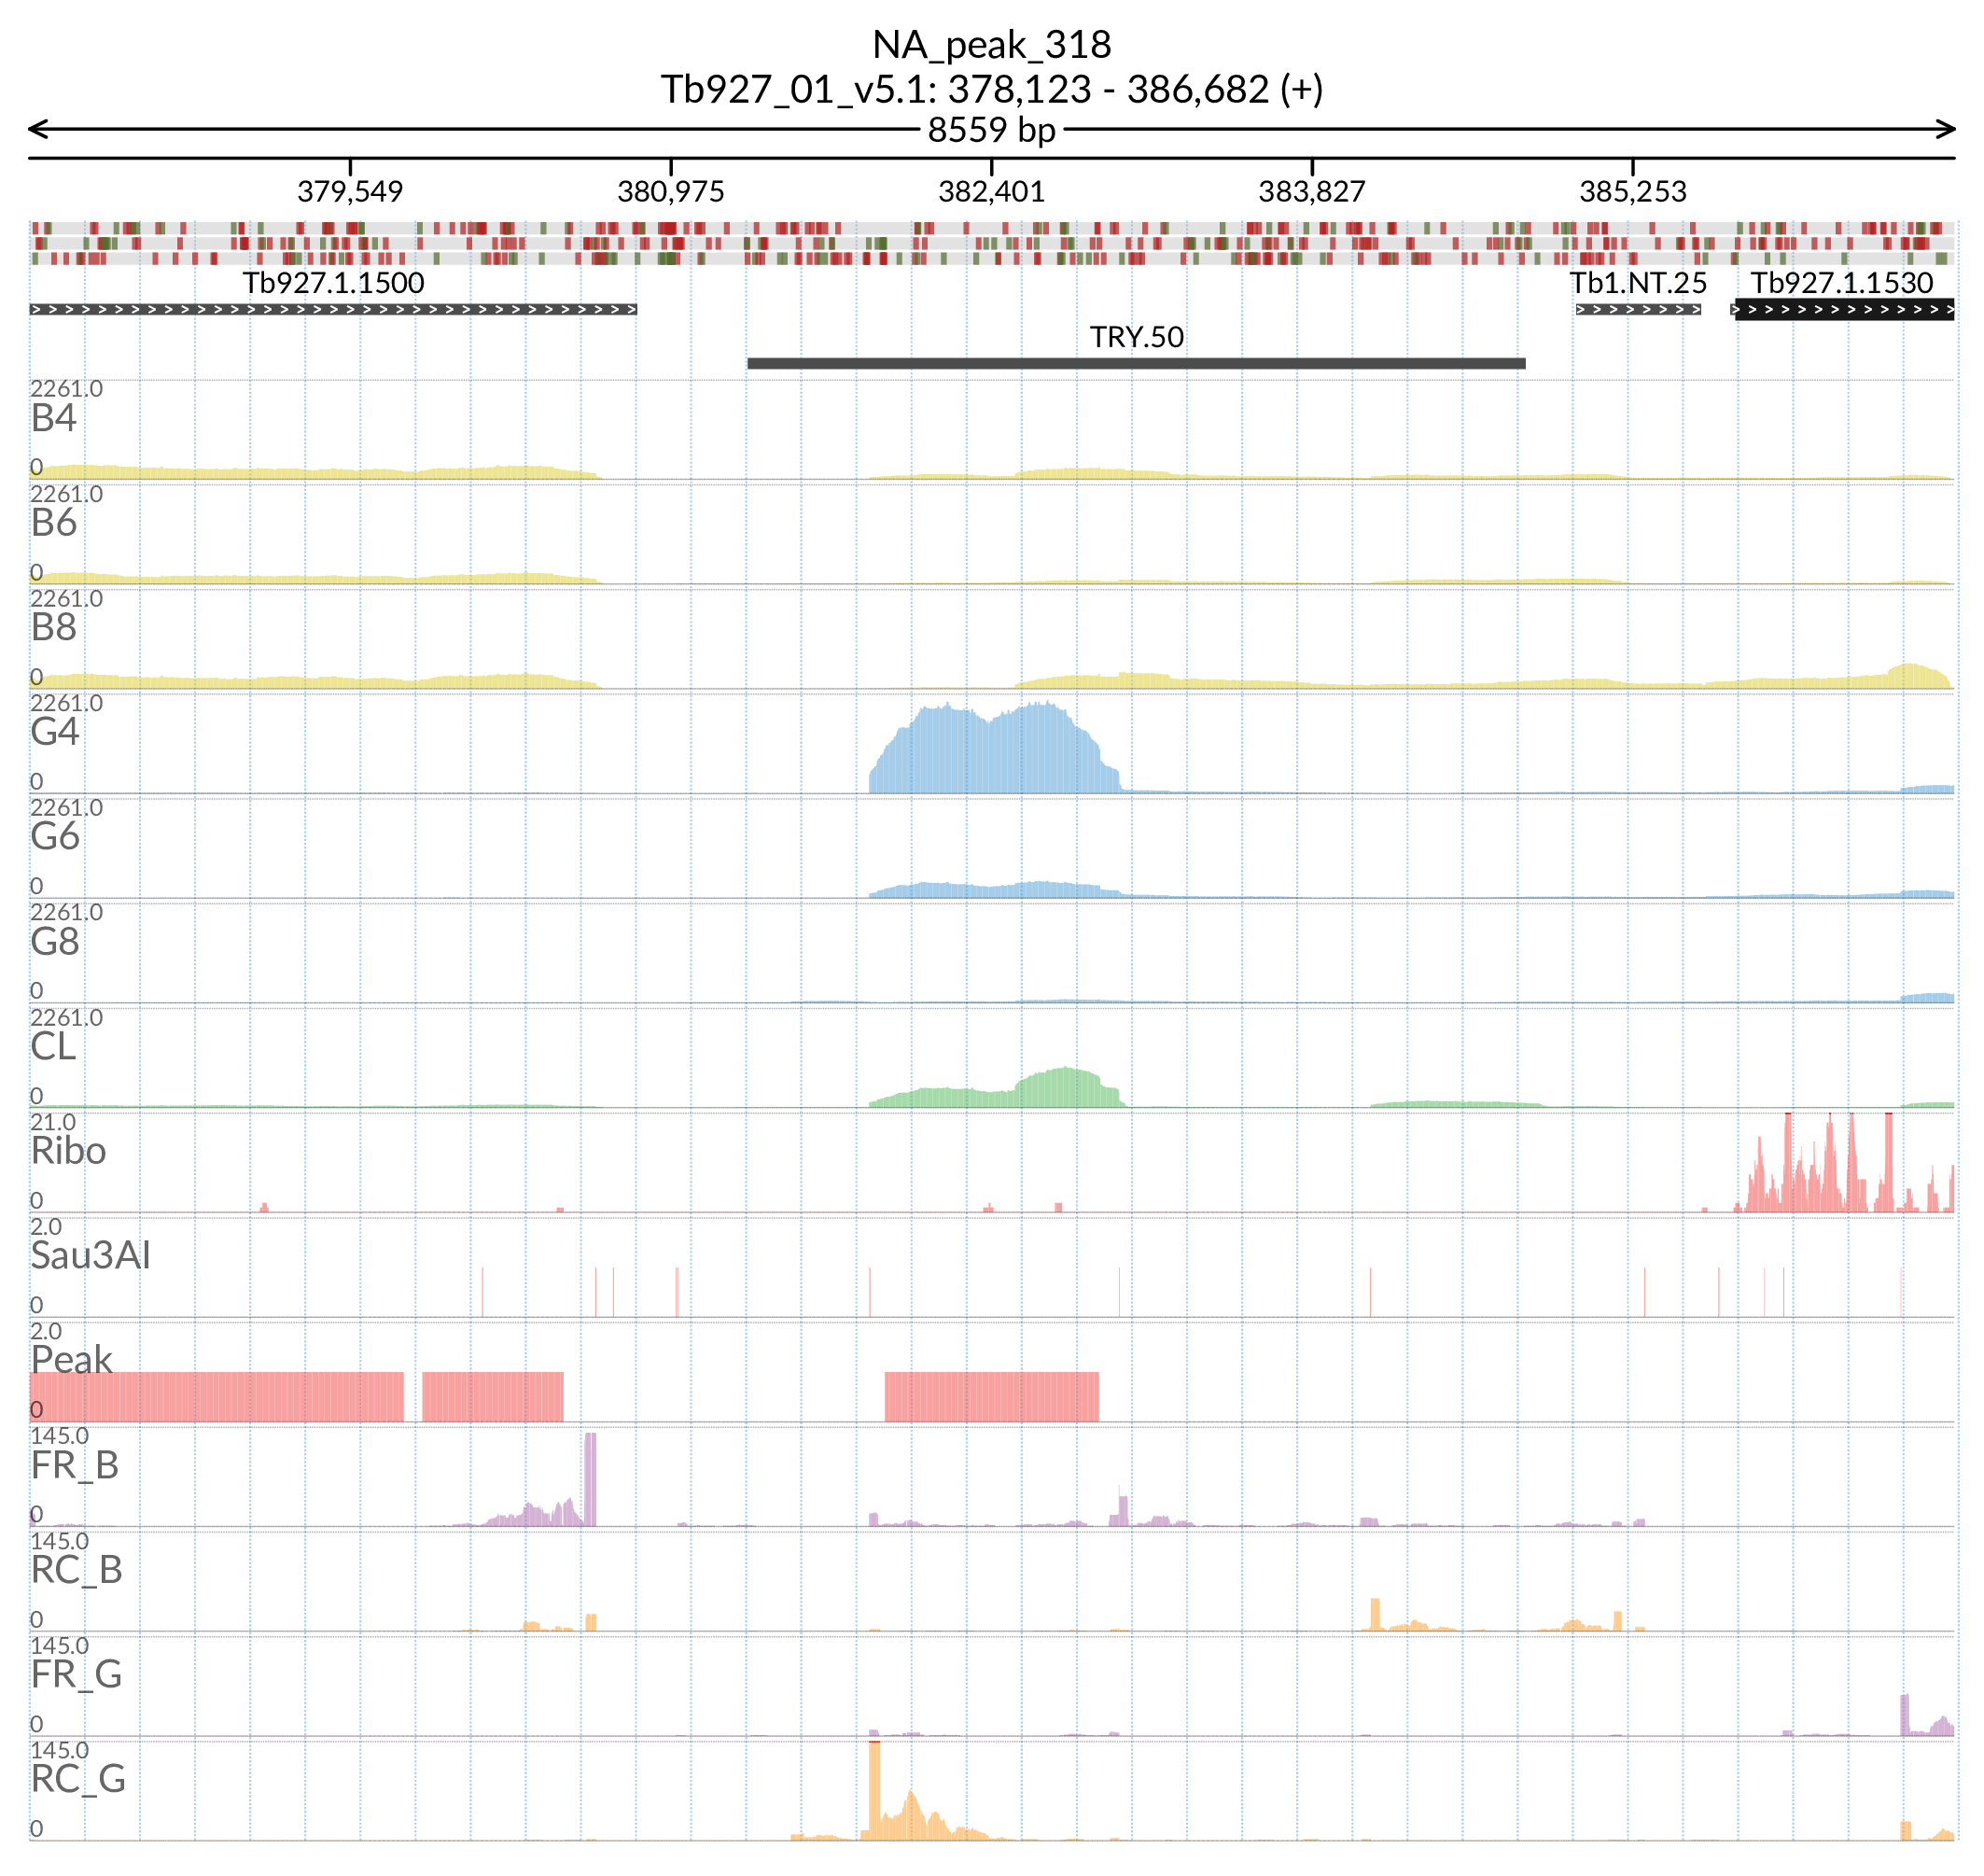 NA_peak_318
Tb927_01_v5.1: 378,123 - 386,682 (+)
8559 bp
379,549 380,975 382,401 383,827 385,253
Tb927.1.1500 Tb1.NT.25 Tb927.1.1530
TRY.50
2261.0
B4
0
2261.0
B6
0
2261.0
B8
0
2261.0
G4
0
2261.0
G6
0
2261.0
G8
0
2261.0
CL
0
21.0
Ribo
0
2.0
Sau3AI
0
2.0
Peak
0
145.0
FR_B
0
145.0
RC_B
0
145.0
FR_G
0
145.0
RC_G
0